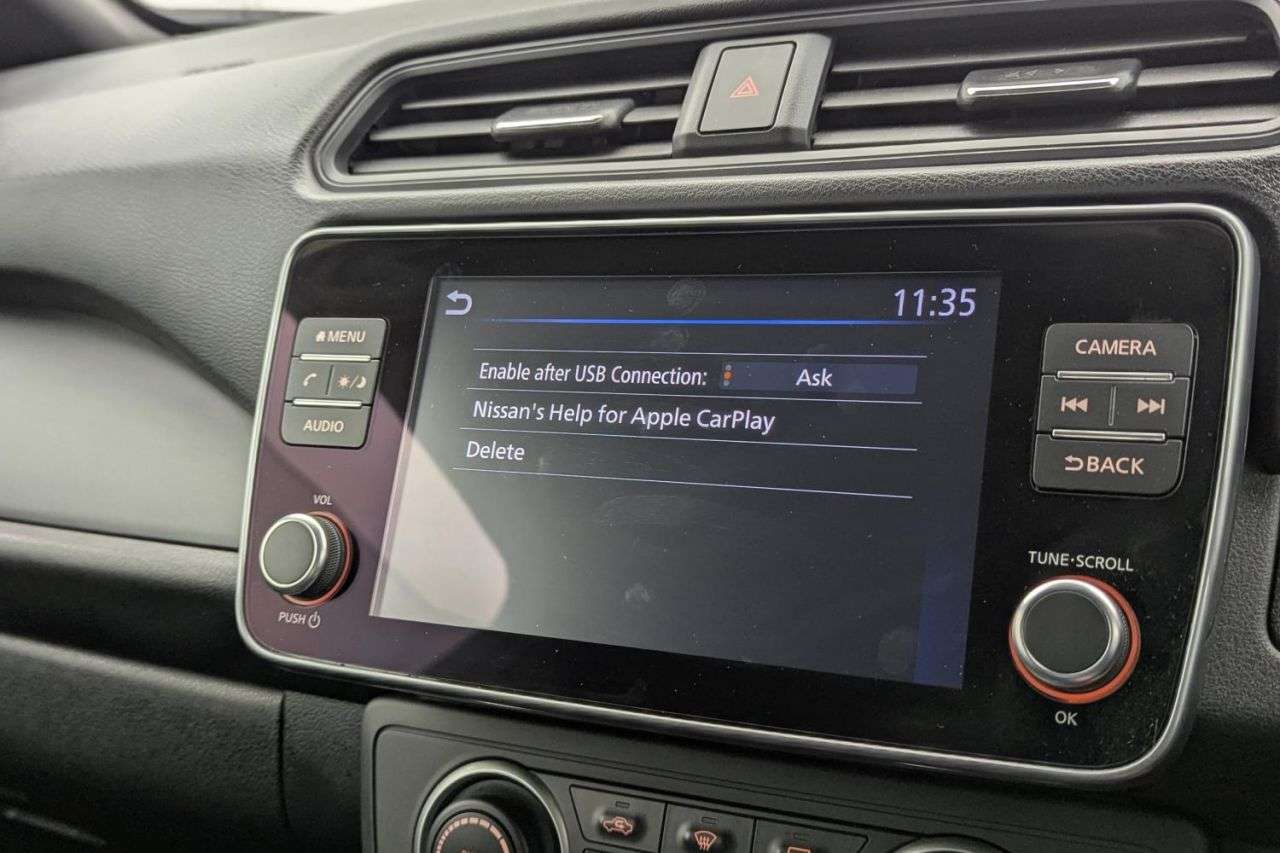 11:35
MENU
AUDIO
VOL
PUSH
Enable after USB Connection: Ask
Nissan's Help for Apple CarPlay
Delete
CAMERA
BACK
TUNE·SCROLL
OK